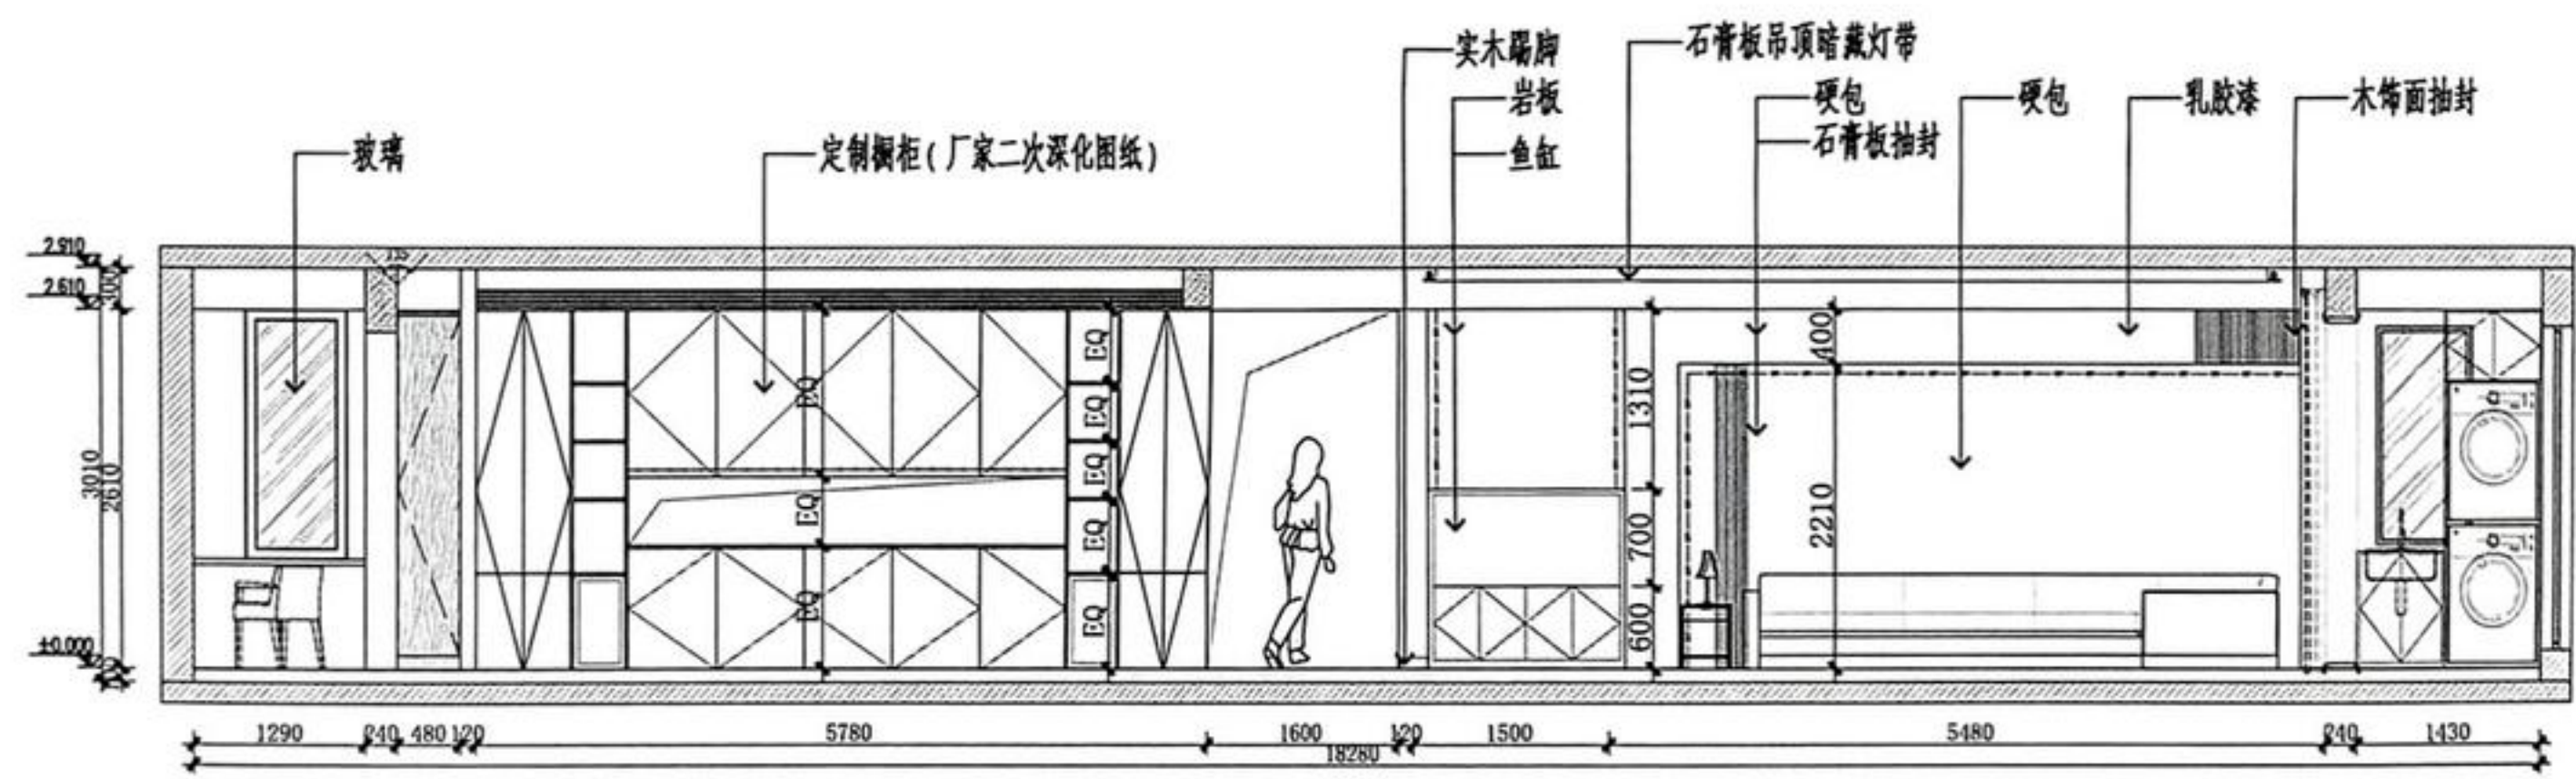 实木踢脚
石膏板吊顶暗藏灯带
岩板
硬包
硬包
乳胶漆
木饰面抽封
玻璃
定制橱柜(厂家二次深化图纸)
鱼缸
石膏板抽封
2.910
135
300
2.610
EQ
EQ
EQ
EQ
EQ
EQ
EQ
EQ
1310
400
3010
2610
700
2210
600
±0.000
1290
240
480
120
5780
1600
120
1500
5480
240
1430
18280